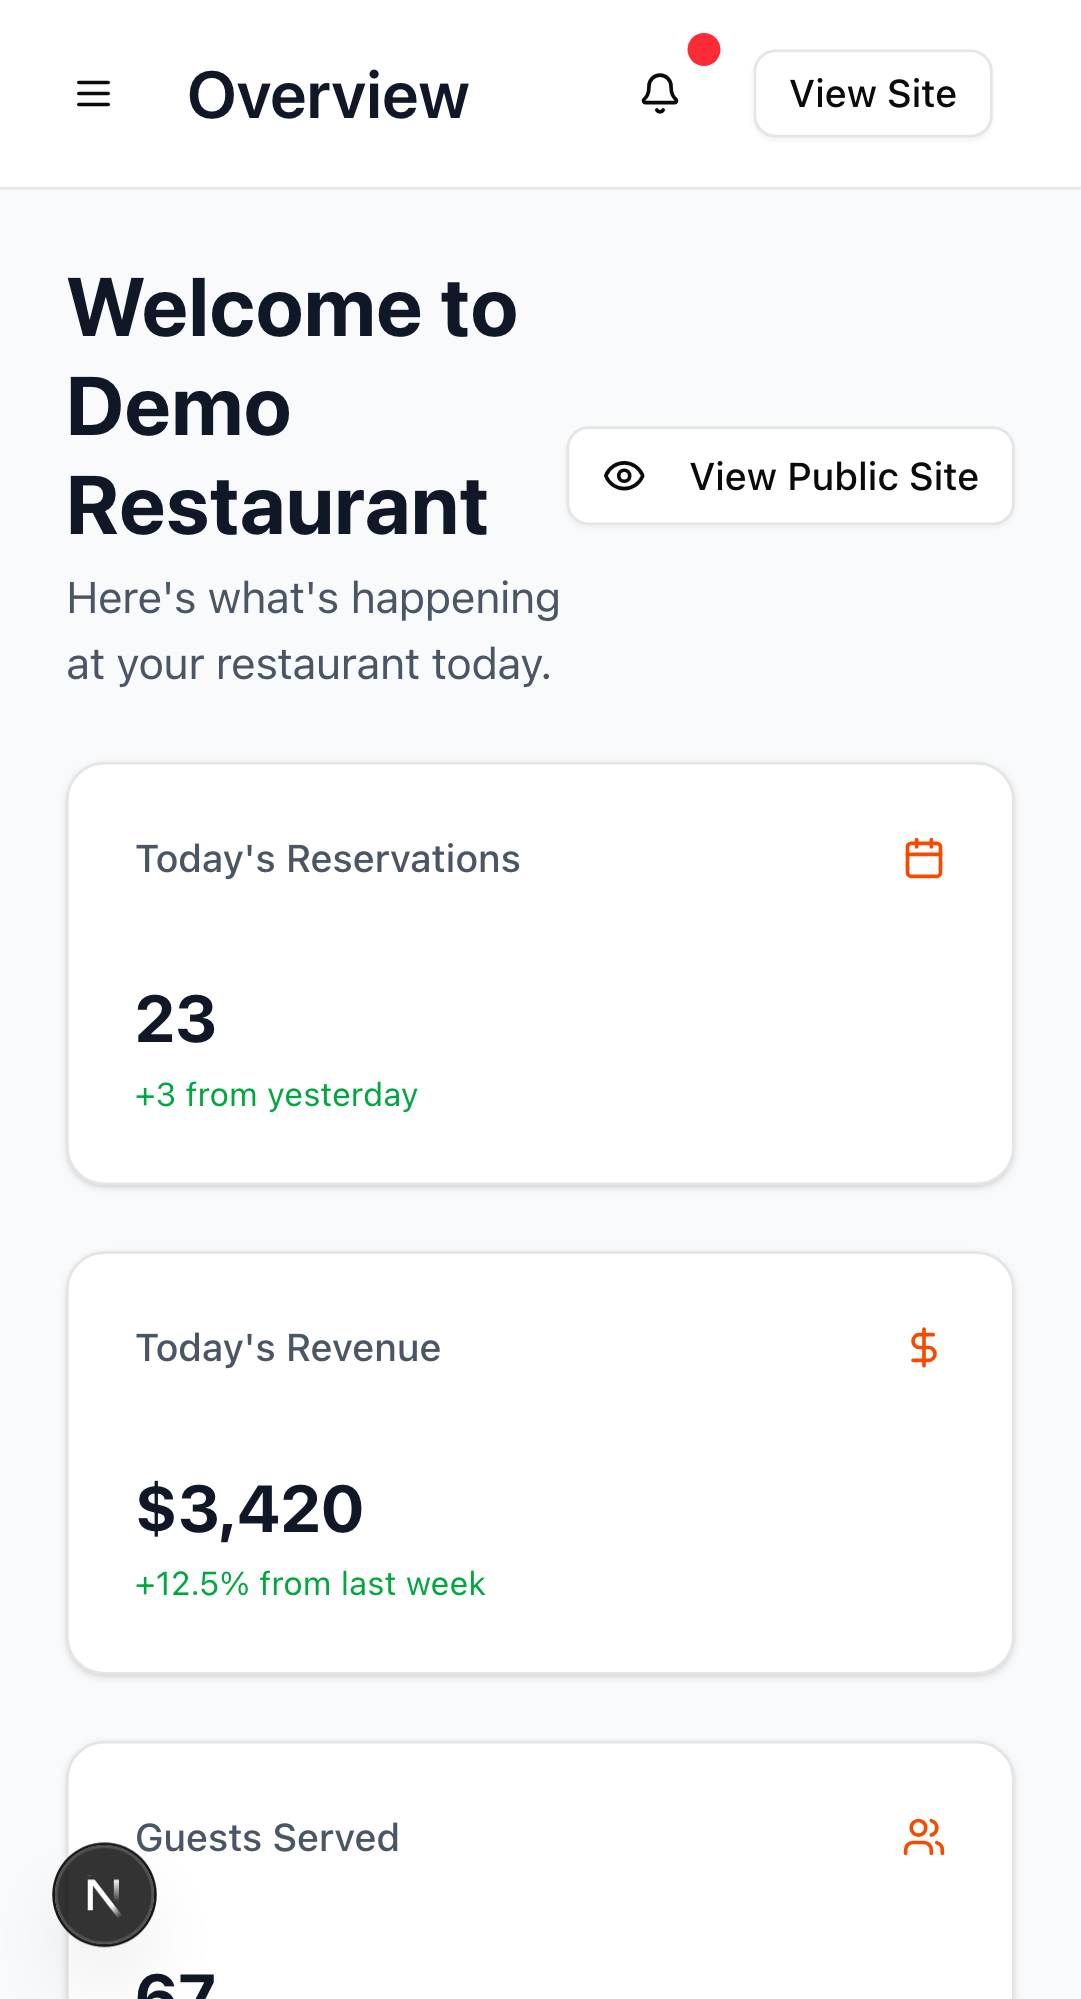 Overview
View Site
Welcome to
Demo
Restaurant
View Public Site
Here's what's happening
at your restaurant today.
Today's Reservations
23
+3 from yesterday
Today's Revenue
$3,420
+12.5% from last week
Guests Served
N
67